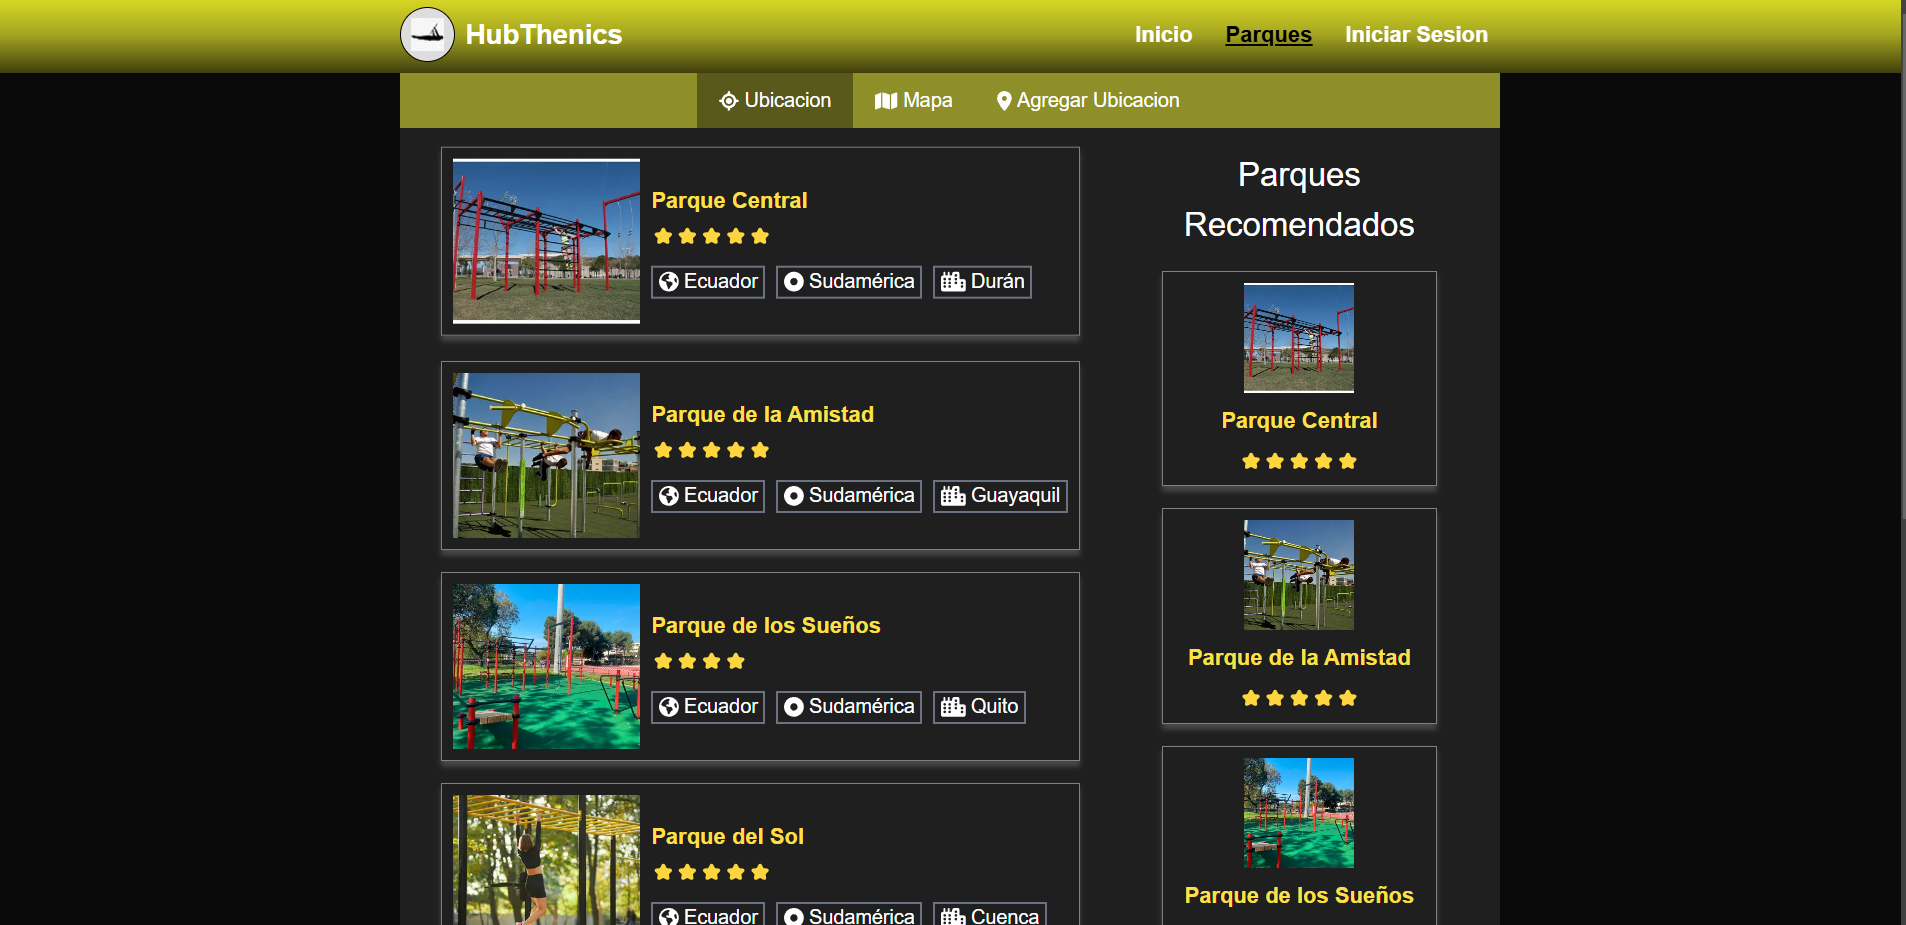 HubThenics
Inicio Parques Iniciar Sesion
Ubicacion Mapa Agregar Ubicacion
Parque Central
Ecuador Sudamérica Durán
Parque de la Amistad
Ecuador Sudamérica Guayaquil
Parque de los Sueños
Ecuador Sudamérica Quito
Parque del Sol
Ecuador Sudamérica Cuenca
Parques
Recomendados
Parque Central
Parque de la Amistad
Parque de los Sueños